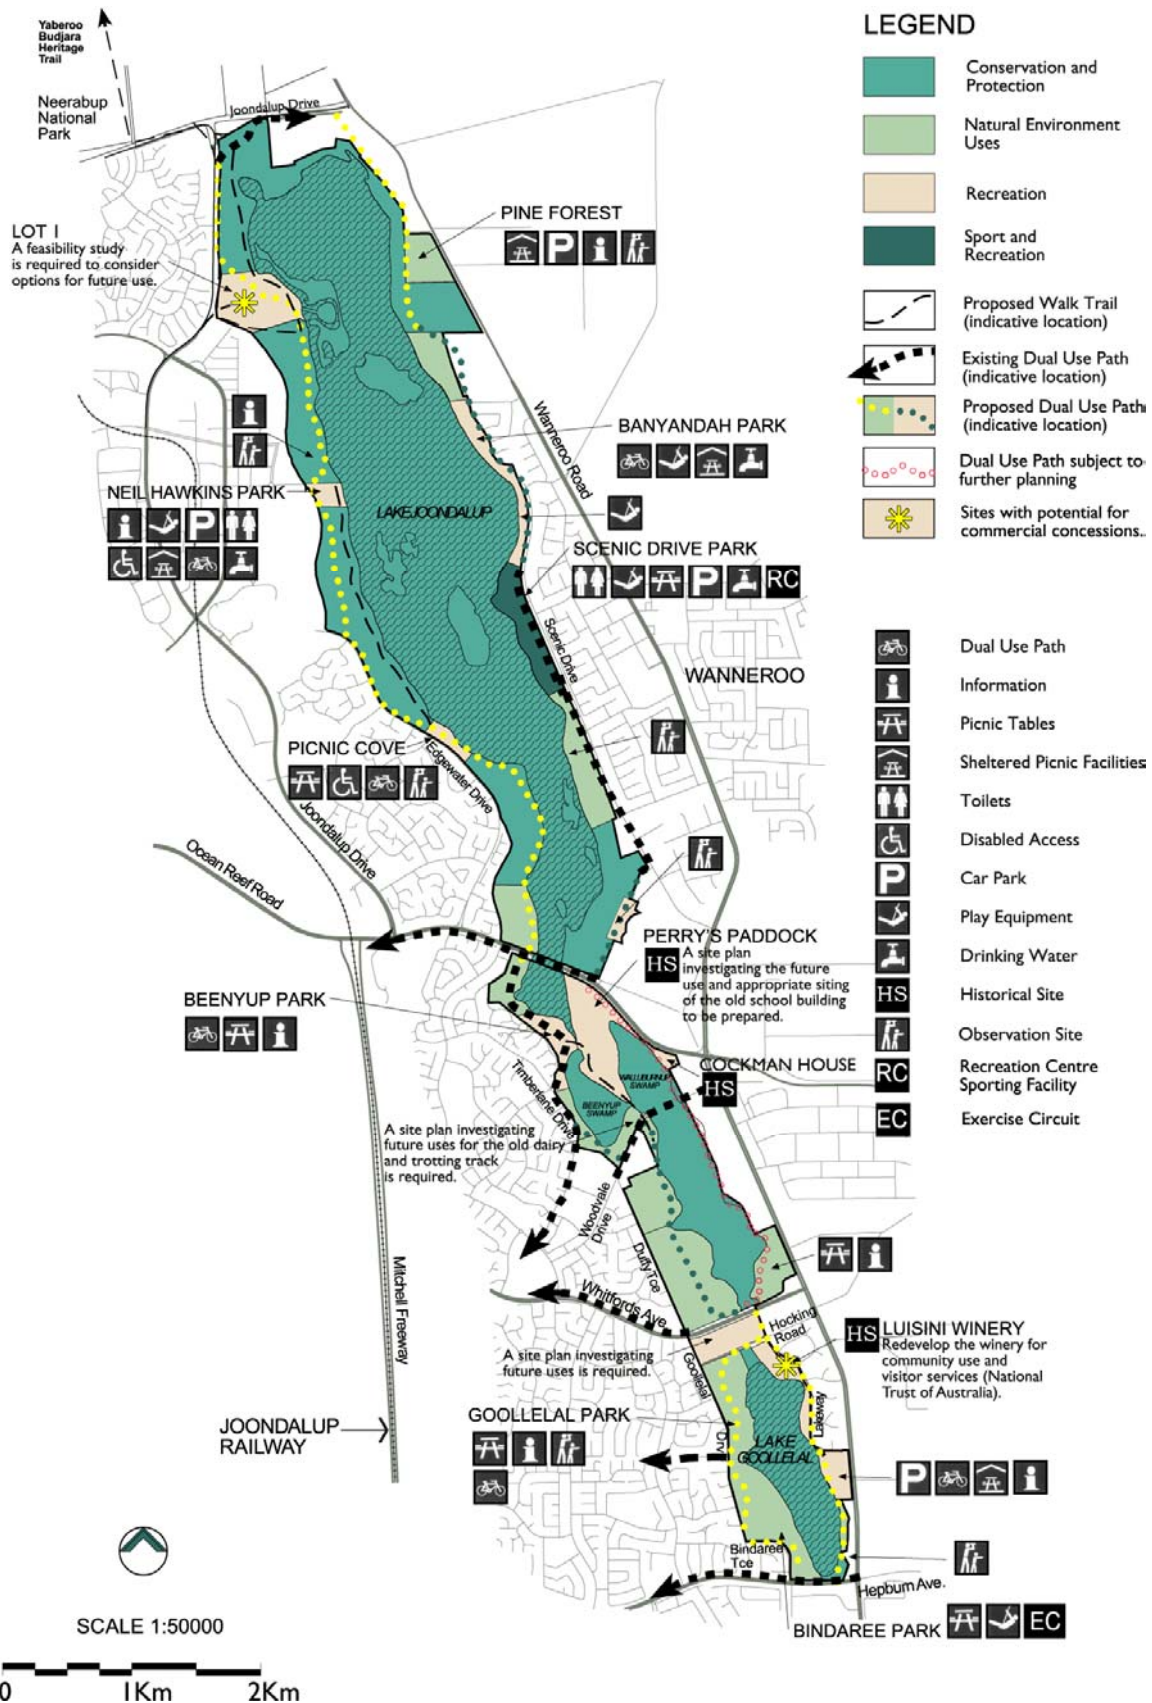 Yaberoo
Budjara
Heritage
Trail
Neerabup
National
Park
Joondalup Drive
LOT 1
A feasibility study
is required to consider
options for future use.
PINE FOREST
P
Wanneroo Road
BANYANDAH PARK
NEIL HAWKINS PARK
P
LAKE JOONDALUP
SCENIC DRIVE PARK
P
RC
Scenic Drive
WANNEROO
PICNIC COVE
Edgewater Drive
Joondalup Drive
Ocean Reef Road
PERRY'S PADDOCK
HS
A site plan
investigating the future
use and appropriate siting
of the old school building
to be prepared.
BEENYUP PARK
Timberlane Drive
WALLUBURNUP
SWAMP
BEENYUP
SWAMP
COCKMAN HOUSE
HS
A site plan investigating
future uses for the old dairy
and trotting track
is required.
Woodvale
Drive
Duffy Tce
Mitchell Freeway
Whitfords Ave
Hocking
Road
HS LUISINI WINERY
Redevelop the winery for
community use and
visitor services (National
Trust of Australia).
A site plan investigating
future uses is required.
Goollelal
Drv
Lakeway
GOOLLELAL PARK
LAKE
GOOLLELAL
JOONDALUP
RAILWAY
P
Bindaree
Tce
Hepburn Ave.
BINDAREE PARK
EC
SCALE 1:50000
0 1Km 2Km
LEGEND
Conservation and
Protection
Natural Environment
Uses
Recreation
Sport and
Recreation
Proposed Walk Trail
(indicative location)
Existing Dual Use Path
(indicative location)
Proposed Dual Use Path
(indicative location)
Dual Use Path subject to
further planning
Sites with potential for
commercial concessions..
Dual Use Path
Information
Picnic Tables
Sheltered Picnic Facilities
Toilets
Disabled Access
P Car Park
Play Equipment
Drinking Water
HS Historical Site
Observation Site
RC Recreation Centre
Sporting Facility
EC Exercise Circuit